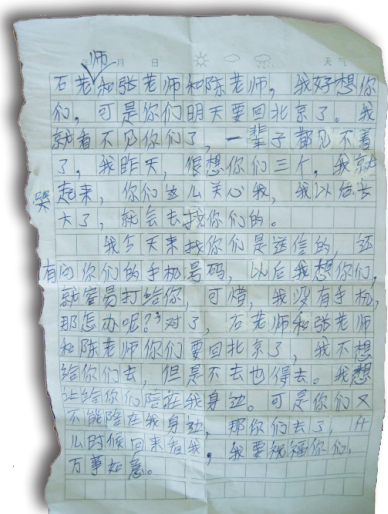 师
月 日 天气
石老和张老师和陈老师，我好想你
们，可是你们明天要回北京了。我
就看不见你们了，一辈子都见不着
了，我昨天，很想你们三个，我就
哭起来，你们这么关心我，我以后长
大了，就会去找你们的。
我今天来找你们是送信的，还
有问你们的手机号码，以后我想你们，
就容易打给你，可惜，我没有手机，
那怎办呢？对了，石老师和张老师
和陈老师你们要回北京了，我不想
给你们去，但是不去也得去。我想
让给你们陪在我身边。可是你们又
不能陪在我身边，那你们去了，什
么时候回来看我，我要祝福你们，
万事如意。